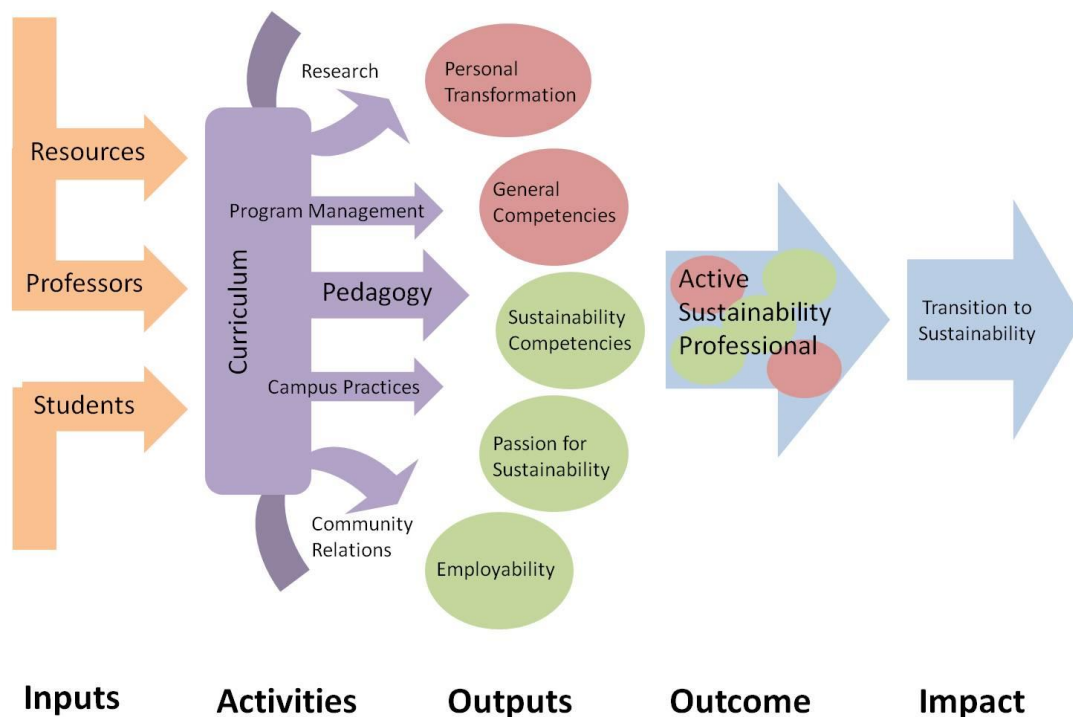 Resources
Professors
Students
Curriculum
Research
Program Management
Pedagogy
Campus Practices
Community
Relations
Personal
Transformation
General
Competencies
Sustainability
Competencies
Passion for
Sustainability
Employability
Active
Sustainability
Professional
Transition to
Sustainability
Inputs
Activities
Outputs
Outcome
Impact